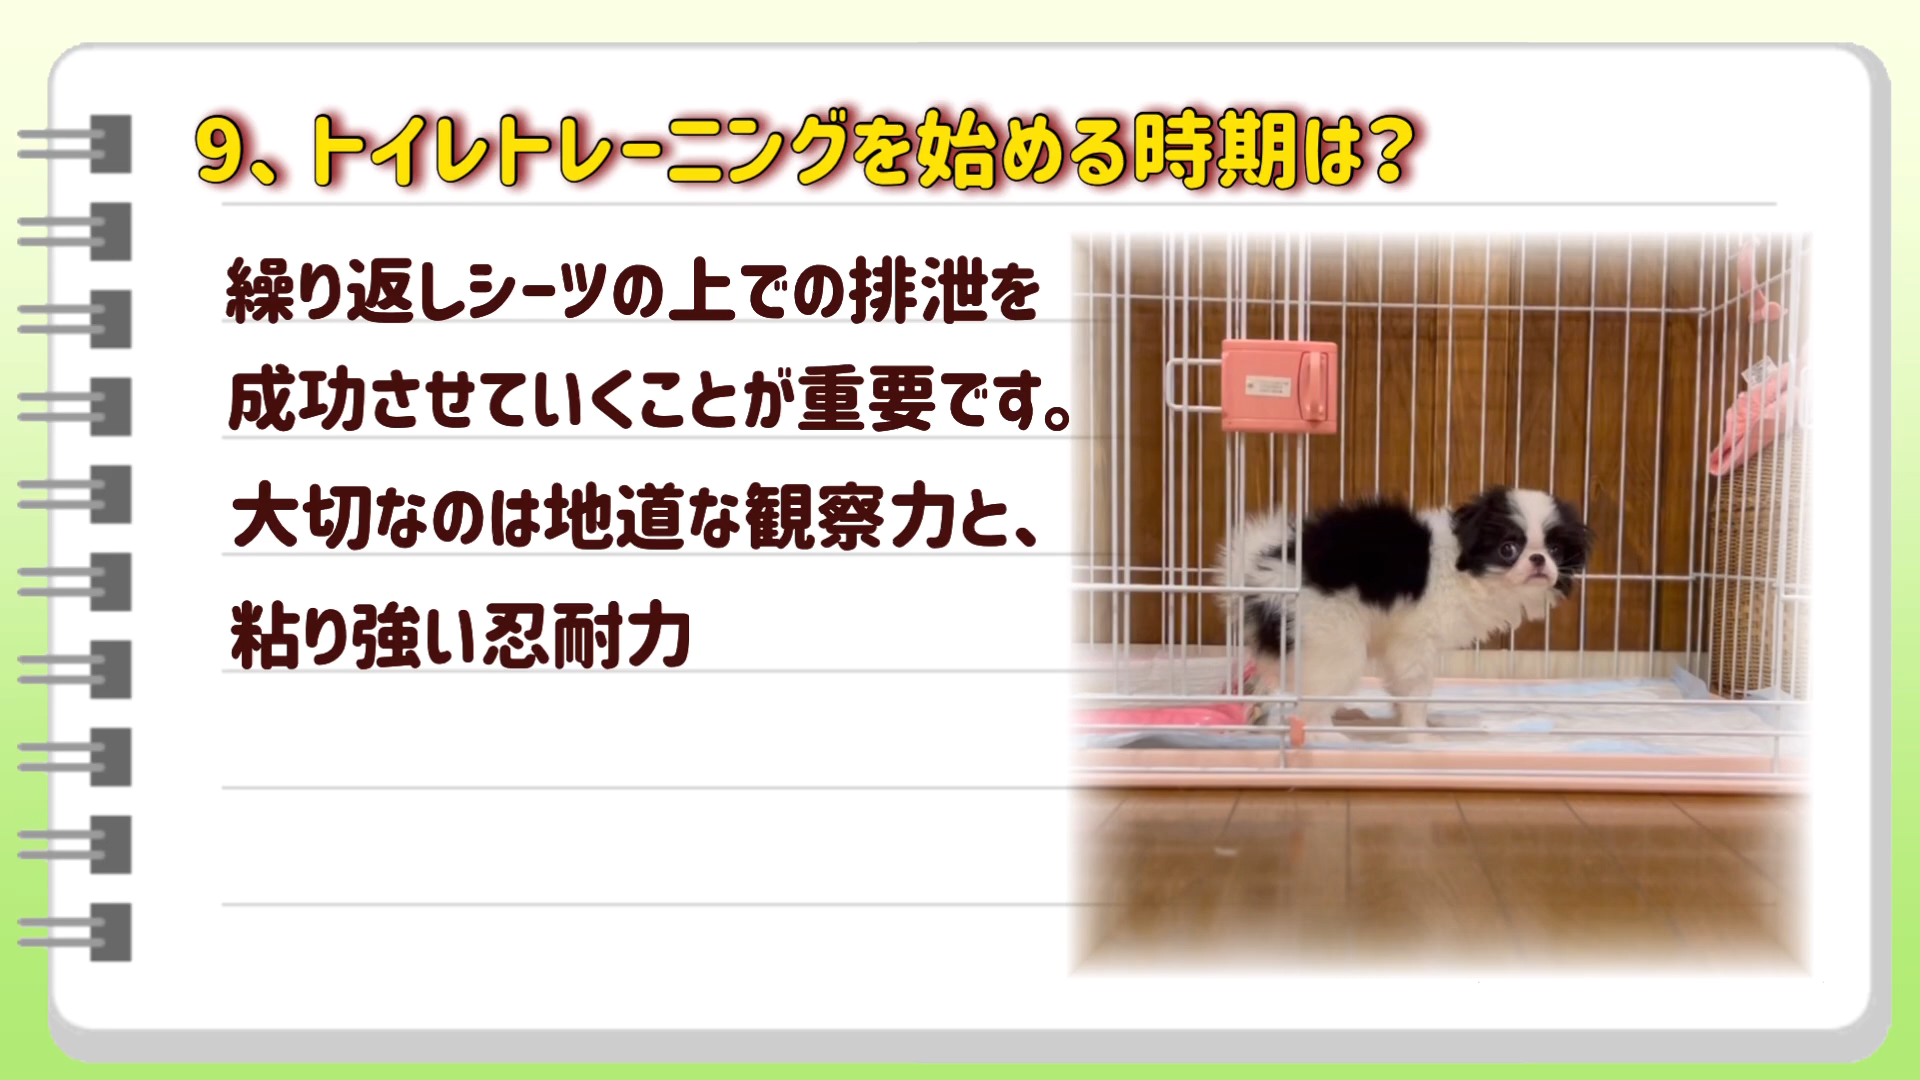 9、トイレトレーニングを始める時期は？
繰り返しシーツの上での排泄を
成功させていくことが重要です。
大切なのは地道な観察力と、
粘り強い忍耐力